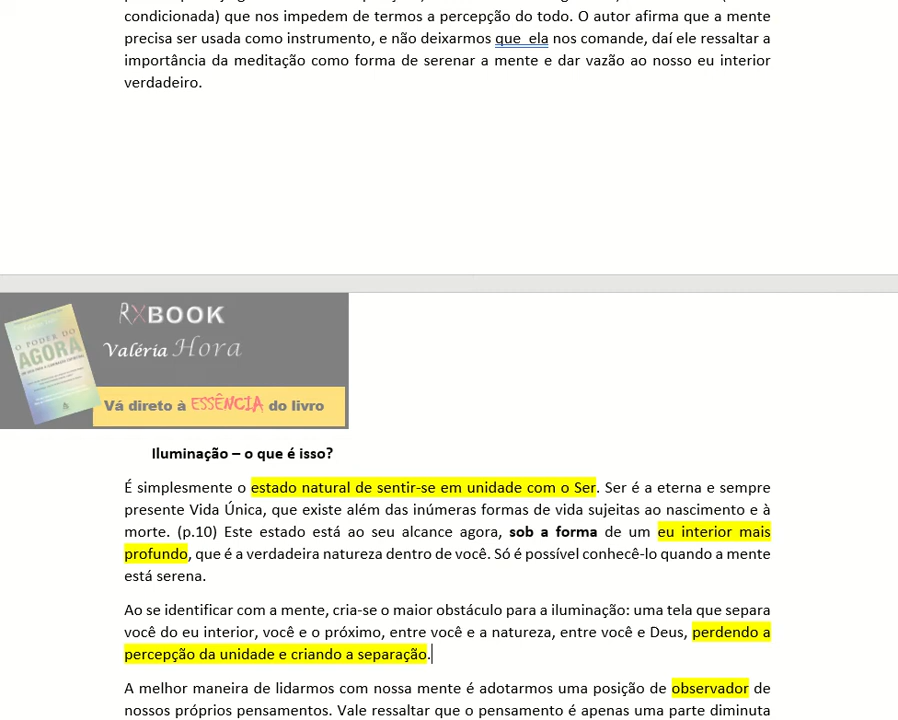 condicionada) que nos impedem de termos a percepção do todo. O autor afirma que a mente
precisa ser usada como instrumento, e não deixarmos que  ela nos comande, daí ele ressaltar a
importância da meditação como forma de serenar a mente e dar vazão ao nosso eu interior
verdadeiro.
RXBOOK
O PODER DO
AGORA
Valéria Hora
Vá direto à ESSÊNCIA do livro
Iluminação – o que é isso?
É simplesmente o estado natural de sentir-se em unidade com o Ser. Ser é a eterna e sempre
presente Vida Única, que existe além das inúmeras formas de vida sujeitas ao nascimento e à
morte. (p.10) Este estado está ao seu alcance agora, sob a forma de um eu interior mais
profundo, que é a verdadeira natureza dentro de você. Só é possível conhecê-lo quando a mente
está serena.
Ao se identificar com a mente, cria-se o maior obstáculo para a iluminação: uma tela que separa
você do eu interior, você e o próximo, entre você e a natureza, entre você e Deus, perdendo a
percepção da unidade e criando a separação.
A melhor maneira de lidarmos com nossa mente é adotarmos uma posição de observador de
nossos próprios pensamentos. Vale ressaltar que o pensamento é apenas uma parte diminuta